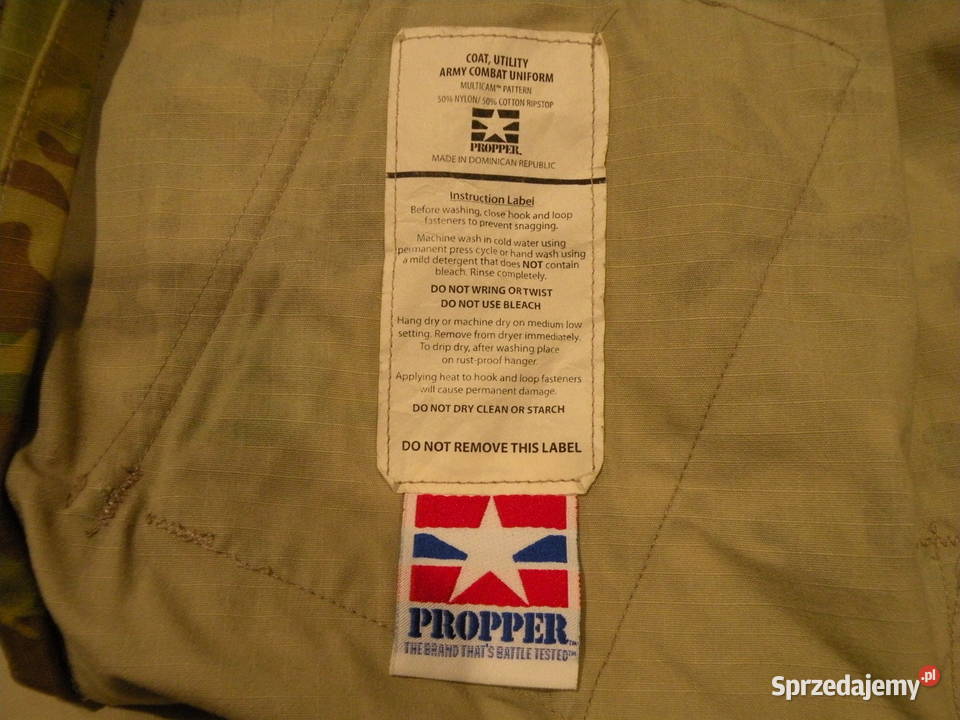 COAT, UTILITY
ARMY COMBAT UNIFORM
MULTICAM™ PATTERN
50% NYLON/ 50% COTTON RIPSTOP
PROPPER™
MADE IN DOMINICAN REPUBLIC
Instruction Label
Before washing, close hook and loop
fasteners to prevent snagging.
Machine wash in cold water using
permanent press cycle or hand wash using
a mild detergent that does NOT contain
bleach. Rinse completely.
DO NOT WRING OR TWIST
DO NOT USE BLEACH
Hang dry or machine dry on medium low
setting. Remove from dryer immediately.
To drip dry, after washing place
on rust-proof hanger.
Applying heat to hook and loop fasteners
will cause permanent damage.
DO NOT DRY CLEAN OR STARCH
DO NOT REMOVE THIS LABEL
PROPPER™
THE BRAND THAT'S BATTLE TESTED™
Sprzedajemy.pl